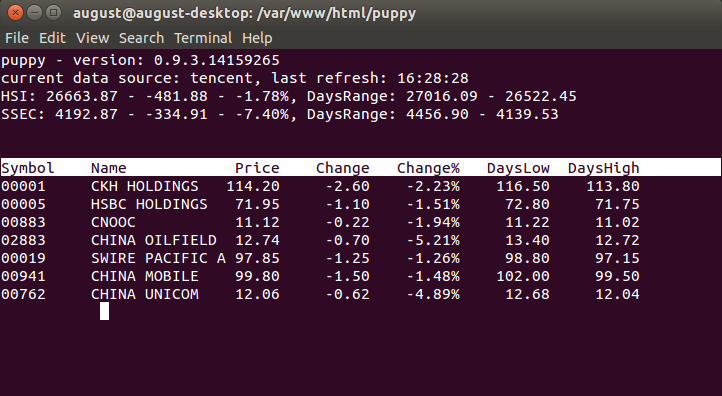 august@august-desktop: /var/www/html/puppy
File Edit View Search Terminal Help
puppy - version: 0.9.3.14159265
current data source: tencent, last refresh: 16:28:28
HSI: 26663.87 - -481.88 - -1.78%, DaysRange: 27016.09 - 26522.45
SSEC: 4192.87 - -334.91 - -7.40%, DaysRange: 4456.90 - 4139.53
Symbol Name Price Change Change% DaysLow DaysHigh
00001 CKH HOLDINGS 114.20 -2.60 -2.23% 116.50 113.80
00005 HSBC HOLDINGS 71.95 -1.10 -1.51% 72.80 71.75
00883 CNOOC 11.12 -0.22 -1.94% 11.22 11.02
02883 CHINA OILFIELD 12.74 -0.70 -5.21% 13.40 12.72
00019 SWIRE PACIFIC A 97.85 -1.25 -1.26% 98.80 97.15
00941 CHINA MOBILE 99.80 -1.50 -1.48% 102.00 99.50
00762 CHINA UNICOM 12.06 -0.62 -4.89% 12.68 12.04